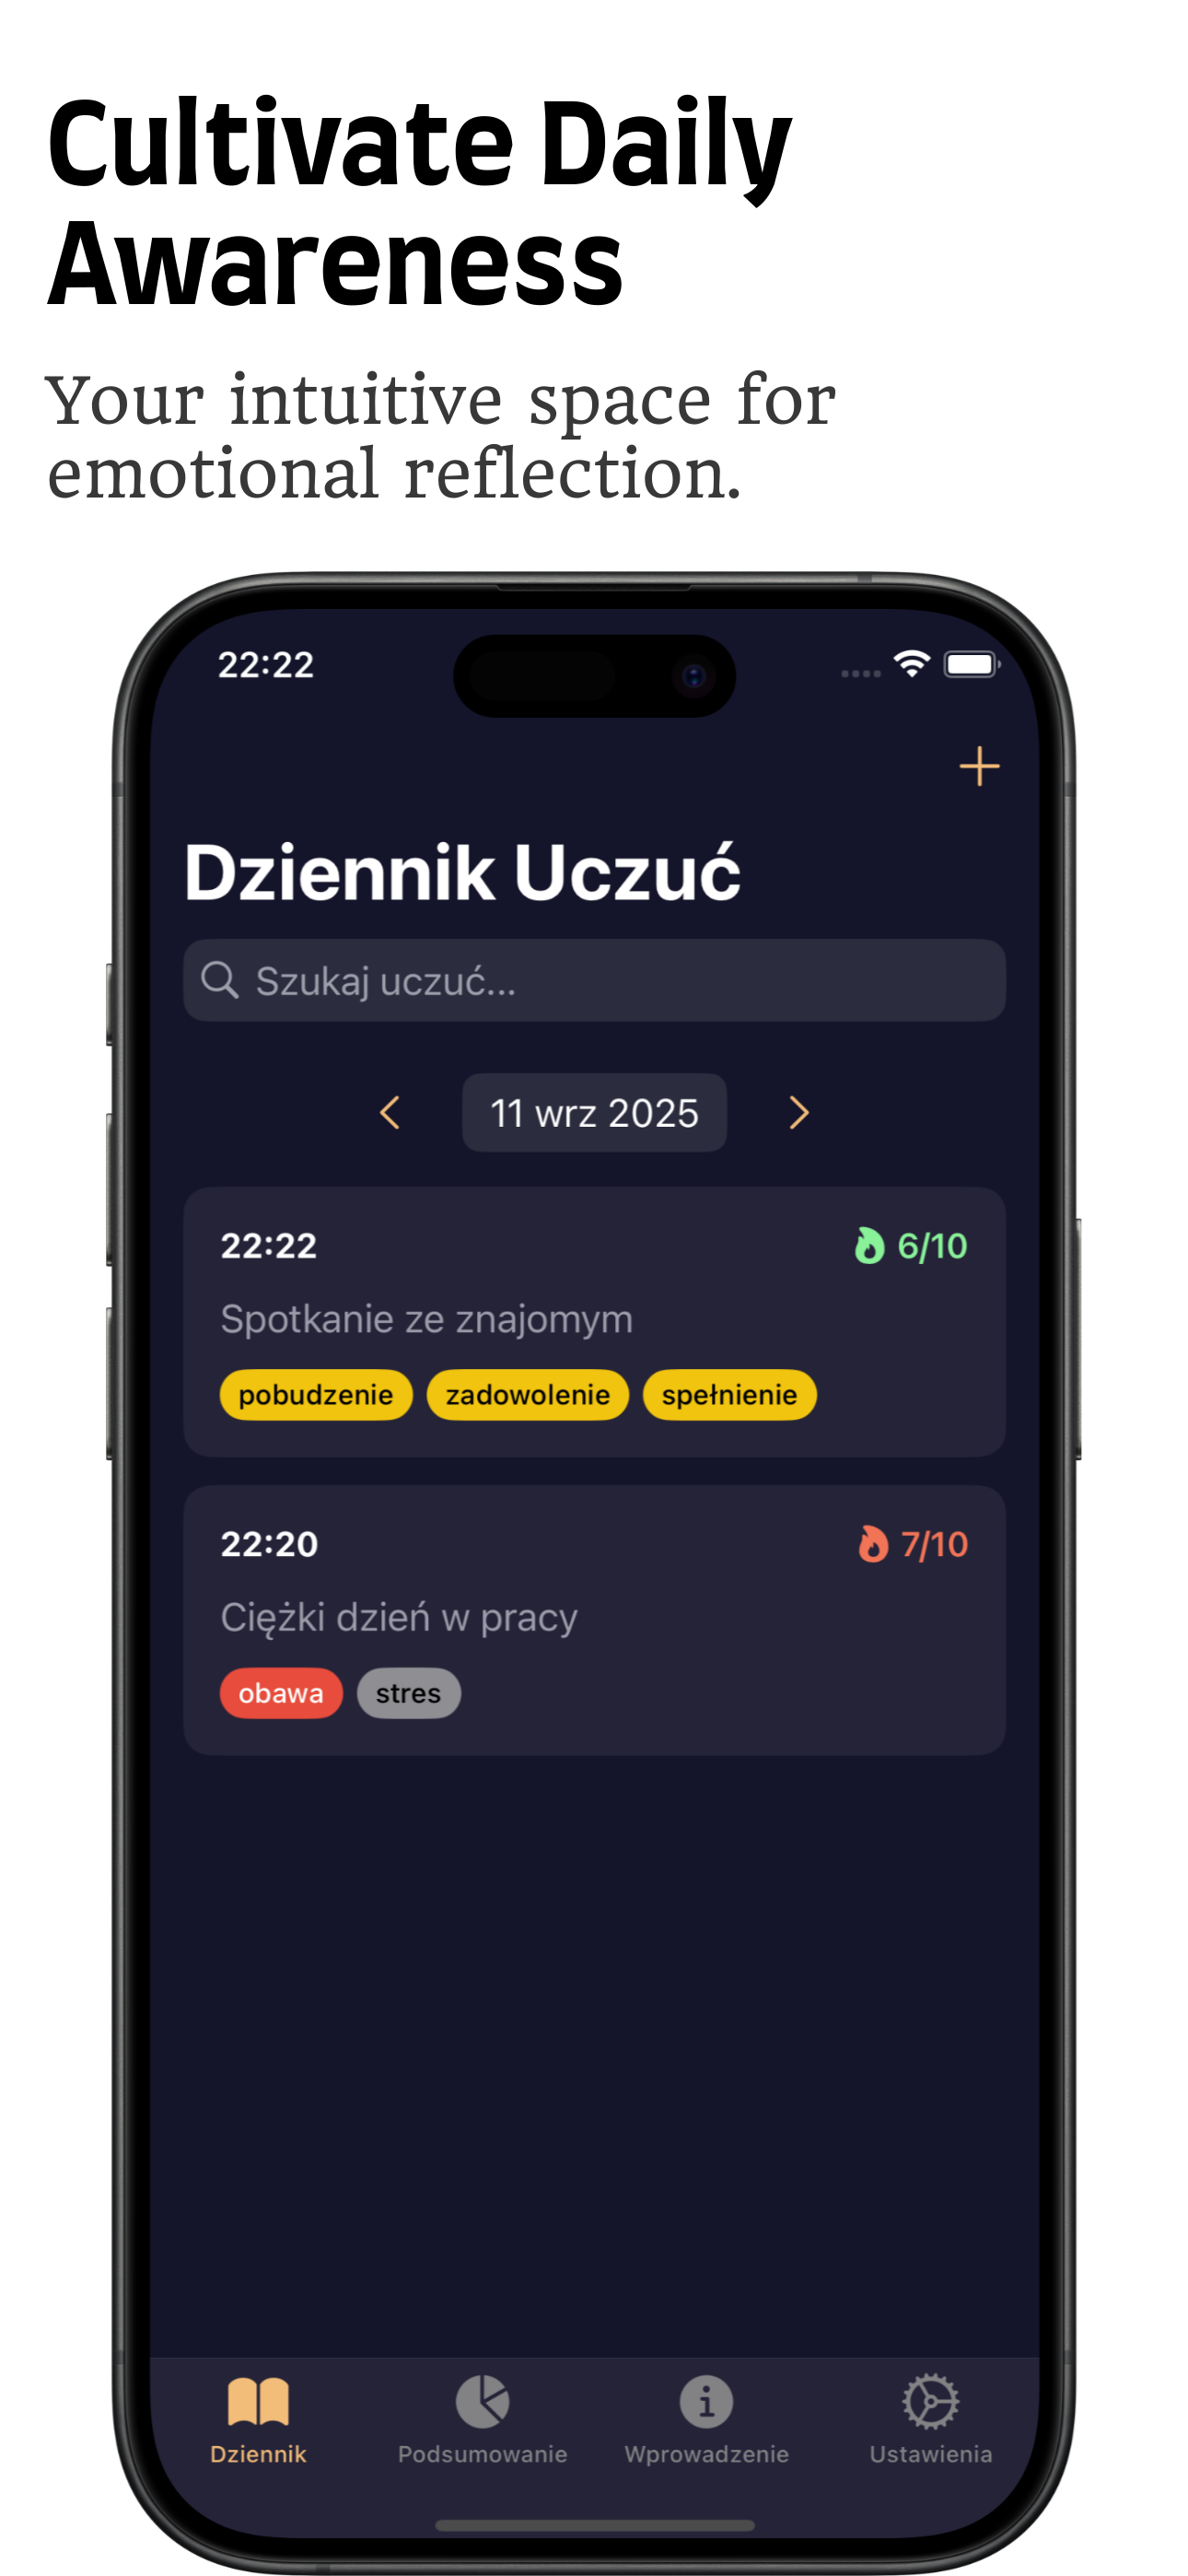 Cultivate Daily
Awareness
Your intuitive space for
emotional reflection.
22:22
Dziennik Uczuć
Szukaj uczuć...
11 wrz 2025
22:22
6/10
Spotkanie ze znajomym
pobudzenie zadowolenie spełnienie
22:20
7/10
Ciężki dzień w pracy
obawa stres
Dziennik Podsumowanie Wprowadzenie Ustawienia